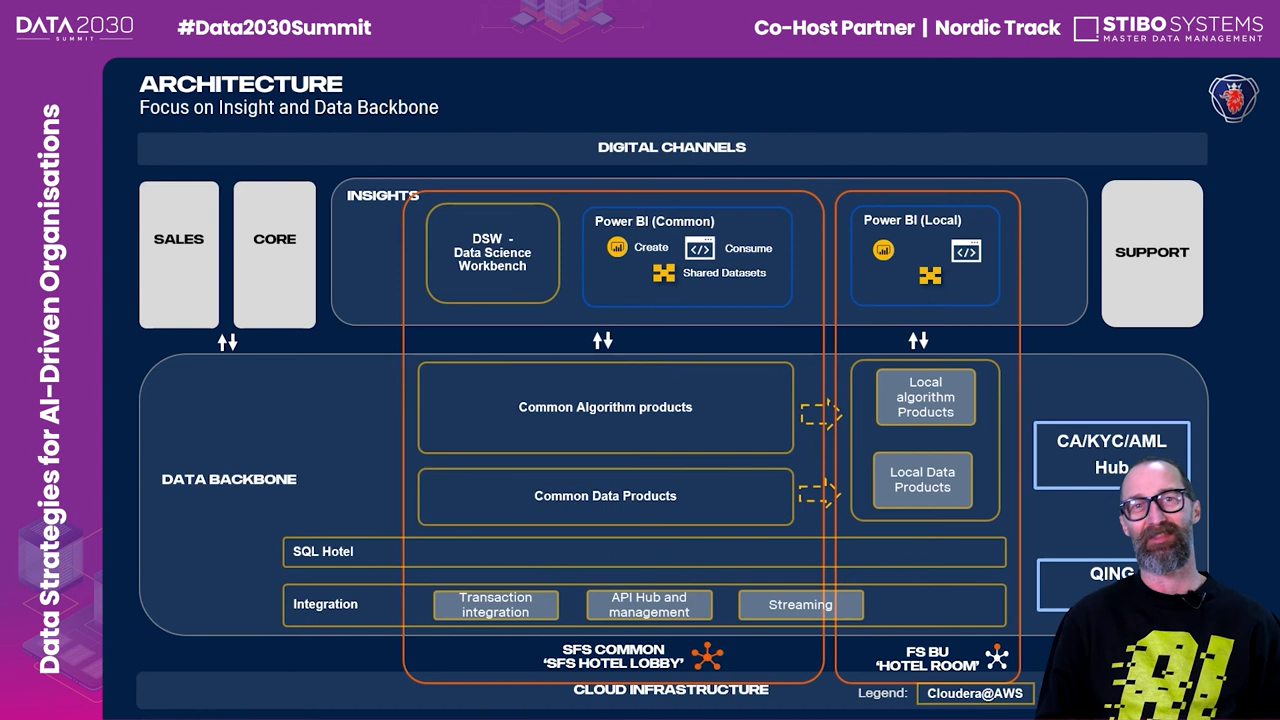 DATA2030
SUMMIT
#Data2030Summit
Co-Host Partner | Nordic Track
STIBO SYSTEMS
MASTER DATA MANAGEMENT
Data Strategies for AI-Driven Organisations
ARCHITECTURE
Focus on Insight and Data Backbone
DIGITAL CHANNELS
SALES
CORE
INSIGHTS
DSW -
Data Science
Workbench
Power BI (Common)
Create
Consume
Shared Datasets
Power BI (Local)
SUPPORT
DATA BACKBONE
Common Algorithm products
Common Data Products
Local
algorithm
Products
Local Data
Products
CA/KYC/AML
Hub
QING
SQL Hotel
Integration
Transaction
integration
API Hub and
management
Streaming
SFS COMMON
'SFS HOTEL LOBBY'
FS BU
'HOTEL ROOM'
CLOUD INFRASTRUCTURE
Legend:
Cloudera@AWS
AI